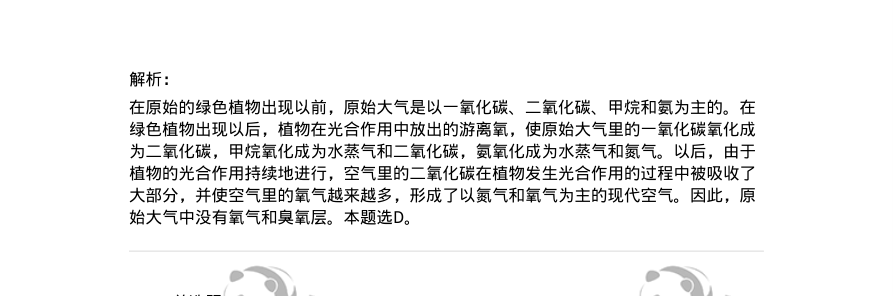 解析：
在原始的绿色植物出现以前，原始大气是以一氧化碳、二氧化碳、甲烷和氨为主的。在
绿色植物出现以后，植物在光合作用中放出的游离氧，使原始大气里的一氧化碳氧化成
为二氧化碳，甲烷氧化成为水蒸气和二氧化碳，氨氧化成为水蒸气和氮气。以后，由于
植物的光合作用持续地进行，空气里的二氧化碳在植物发生光合作用的过程中被吸收了
大部分，并使空气里的氧气越来越多，形成了以氮气和氧气为主的现代空气。因此，原
始大气中没有氧气和臭氧层。本题选D。